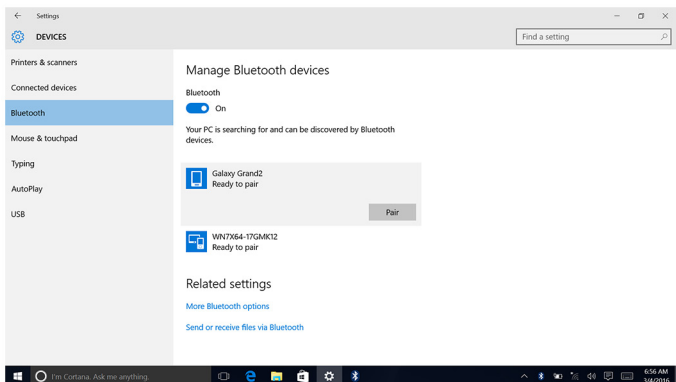 Settings
DEVICES
Find a setting
Printers & scanners
Connected devices
Bluetooth
Mouse & touchpad
Typing
AutoPlay
USB
Manage Bluetooth devices
Bluetooth
On
Your PC is searching for and can be discovered by Bluetooth
devices.
Galaxy Grand2
Ready to pair
Pair
WN7X64-17GMK12
Ready to pair
Related settings
More Bluetooth options
Send or receive files via Bluetooth
I'm Cortana. Ask me anything.
6:56 AM
3/4/2016